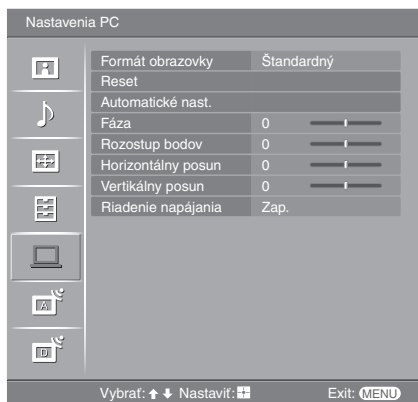 Nastavenia PC
Formát obrazovky Štandardný
Reset
Automatické nast.
Fáza 0
Rozostup bodov 0
Horizontálny posun 0
Vertikálny posun 0
Riadenie napájania Zap.
A
D
Vybrať: Nastaviť: Exit: MENU